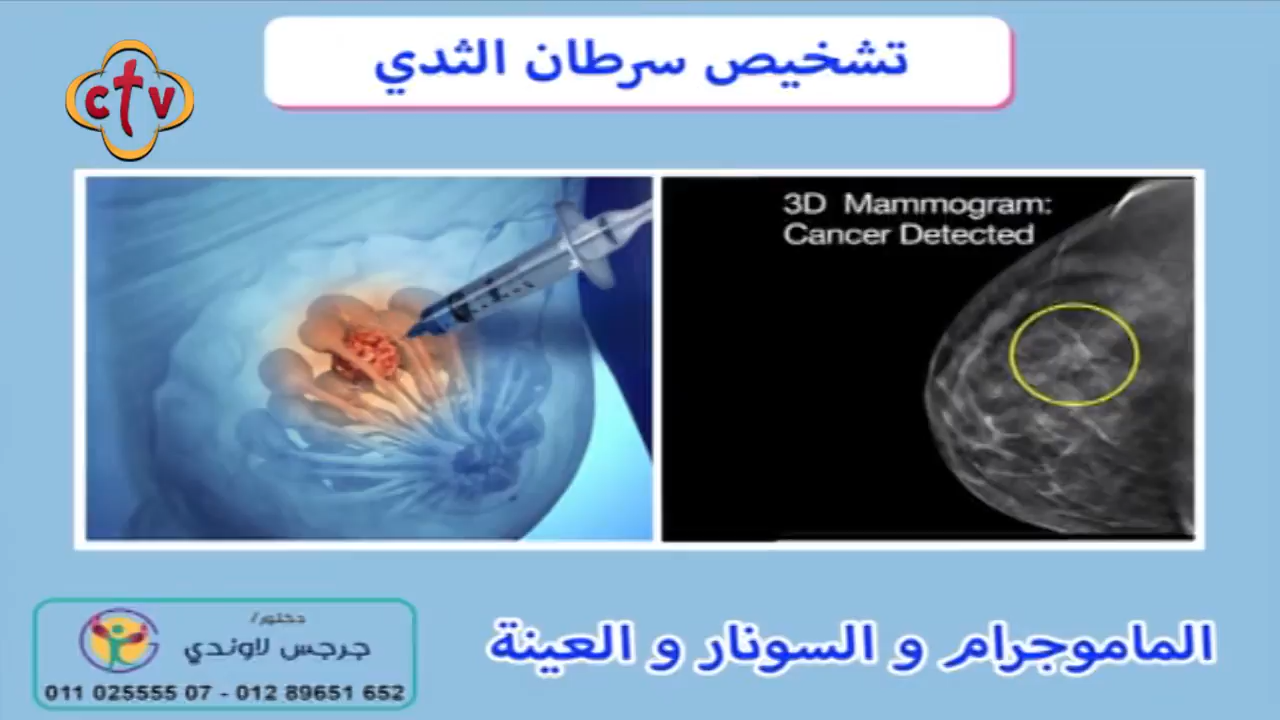 تشخيص سرطان الثدي
CTV
3D Mammogram:
Cancer Detected
الماموجرام و السونار و العينة
دكتور/
جرجس لاوندي
011 025555 07 - 012 89651 652